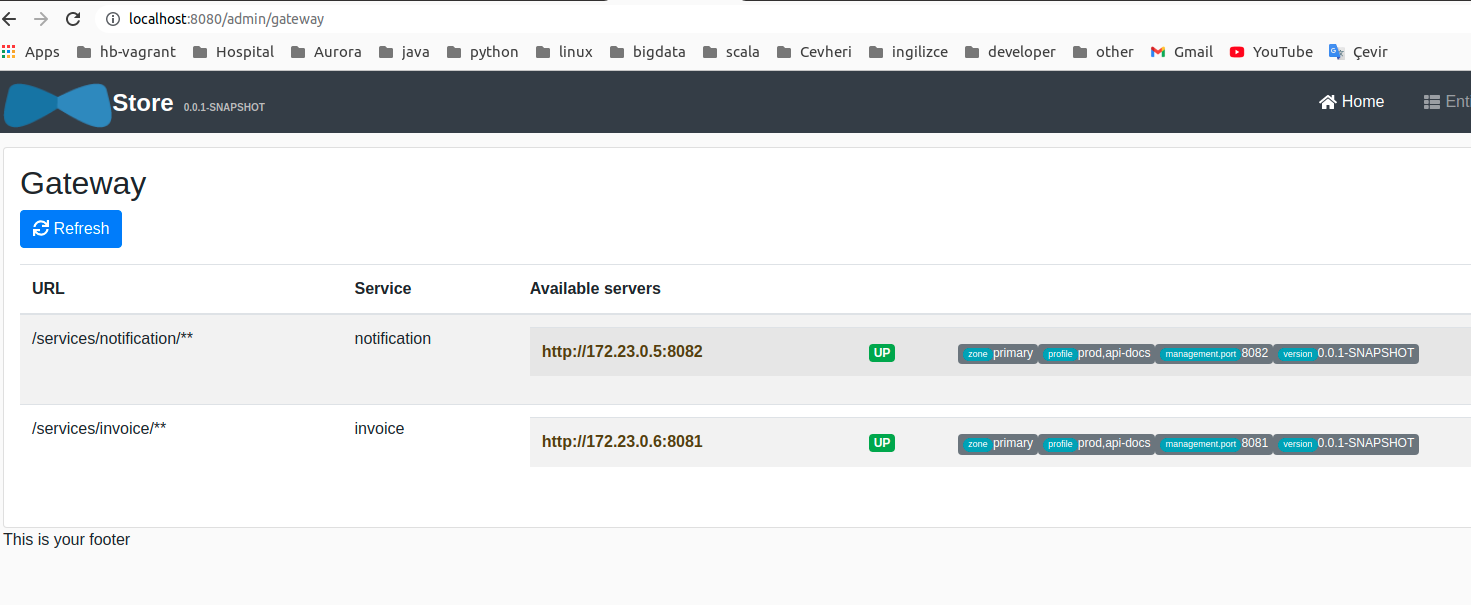 localhost:8080/admin/gateway
Apps hb-vagrant Hospital Aurora java python linux bigdata scala Cevheri ingilizce developer other Gmail YouTube Çevir
Store 0.0.1-SNAPSHOT Home Ent
Gateway
Refresh
URL Service Available servers
/services/notification/** notification http://172.23.0.5:8082 UP zone primary profile prod,api-docs management.port 8082 version 0.0.1-SNAPSHOT
/services/invoice/** invoice http://172.23.0.6:8081 UP zone primary profile prod,api-docs management.port 8081 version 0.0.1-SNAPSHOT
This is your footer